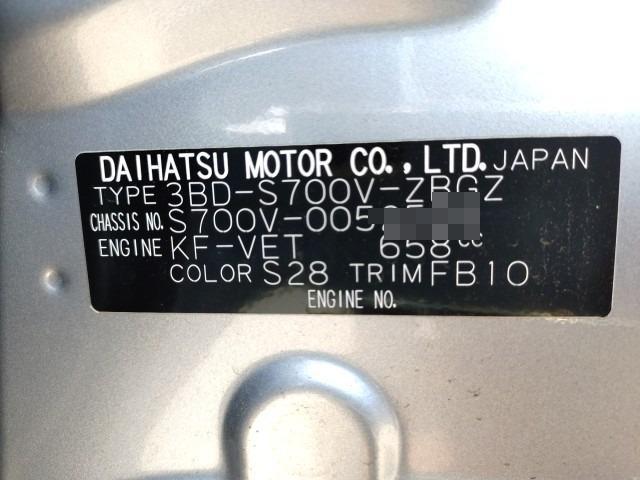 DAIHATSU MOTOR CO.,LTD. JAPAN
TYPE 3BD-S700V-ZBGZ
CHASSIS NO. S700V-005
ENGINE KF-VET 658cc
COLOR S28 TRIM FB10
ENGINE NO.